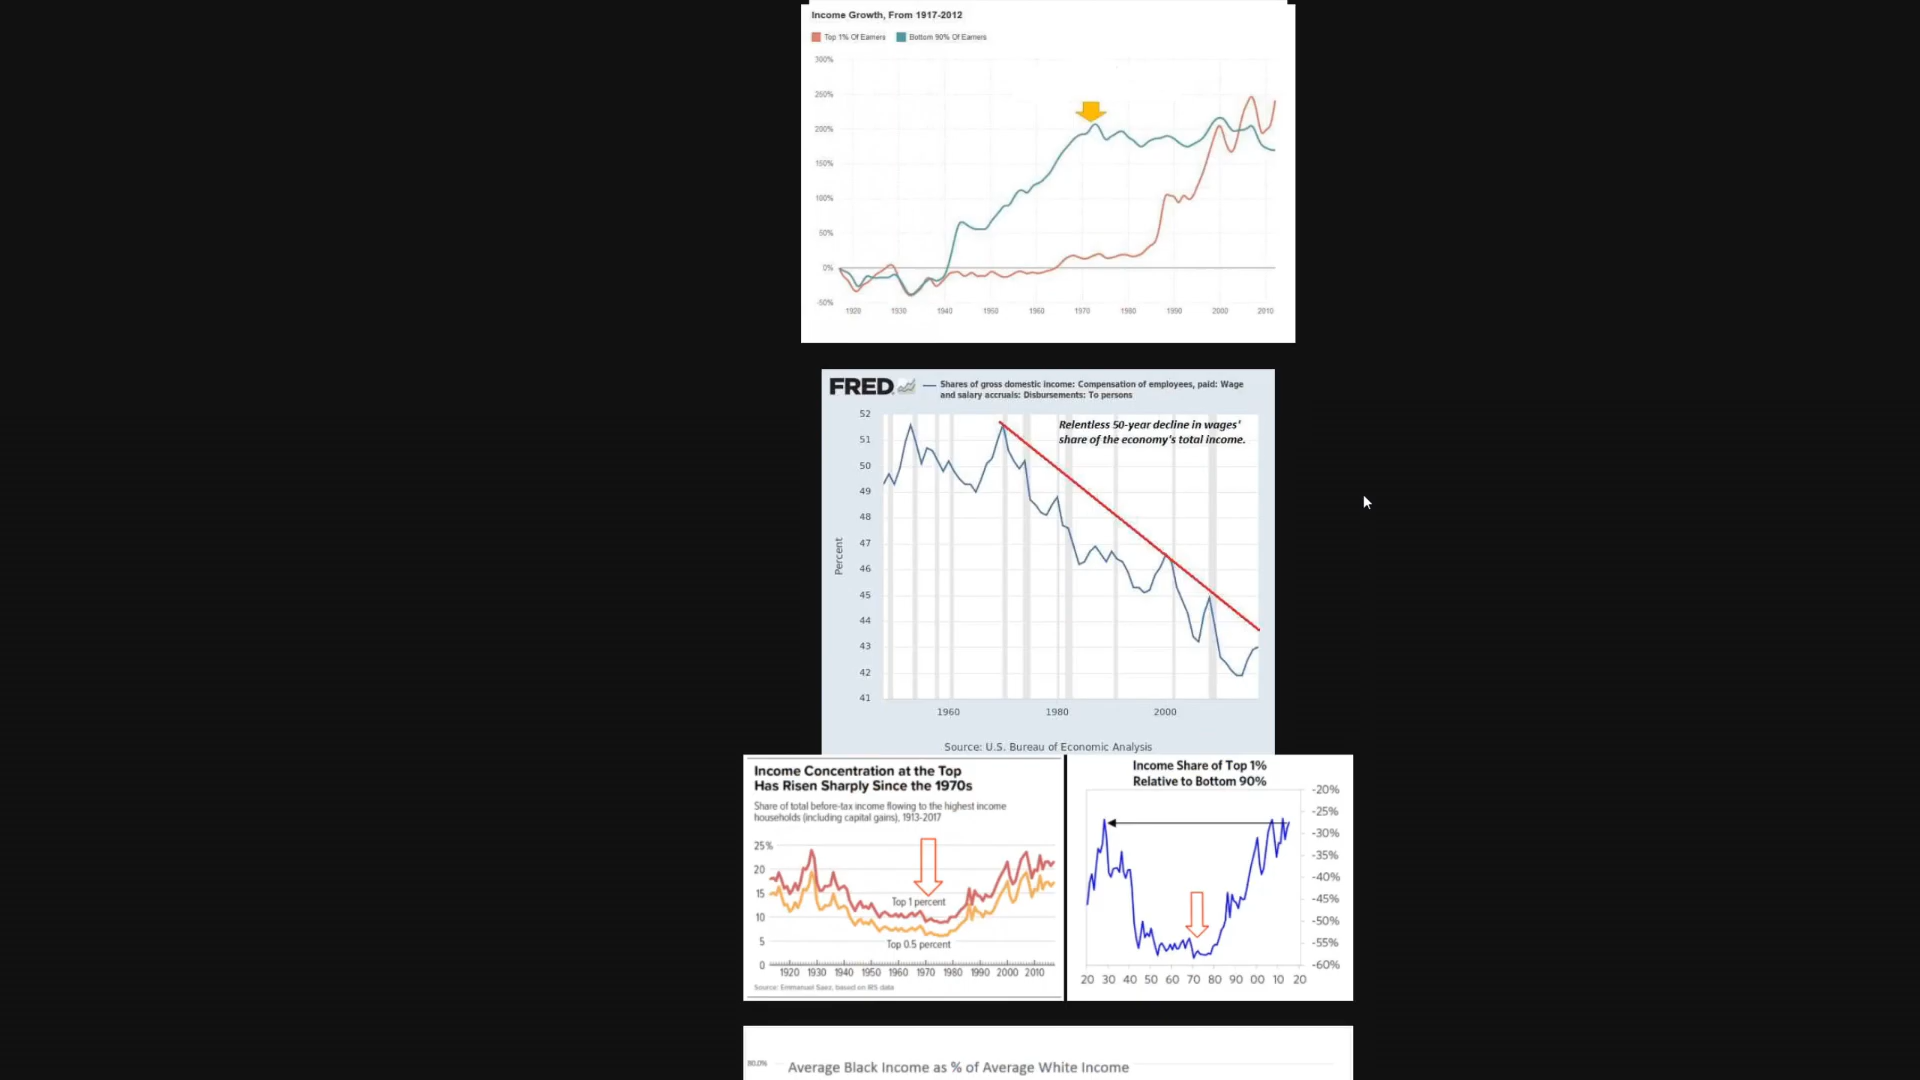 Income Growth, From 1917-2012
Top 1% Of Earners Bottom 90% Of Earners
300%
250%
200%
150%
100%
50%
0%
-50%
1920 1930 1940 1950 1960 1970 1980 1990 2000 2010
FRED — Shares of gross domestic income: Compensation of employees, paid: Wage
and salary accruals: Disbursements: To persons
Relentless 50-year decline in wages'
share of the economy's total income.
52
51
50
49
48
47
46
45
44
43
42
41
Percent
1960 1980 2000
Source: U.S. Bureau of Economic Analysis
Income Concentration at the Top
Has Risen Sharply Since the 1970s
Share of total before-tax income flowing to the highest income
households (including capital gains), 1913-2017
25%
20
15
10
5
0
Top 1 percent
Top 0.5 percent
1920 1930 1940 1950 1960 1970 1980 1990 2000 2010
Source: Emmanuel Saez, based on IRS data
Income Share of Top 1%
Relative to Bottom 90%
-20%
-25%
-30%
-35%
-40%
-45%
-50%
-55%
-60%
20 30 40 50 60 70 80 90 00 10 20
80.0%
Average Black Income as % of Average White Income